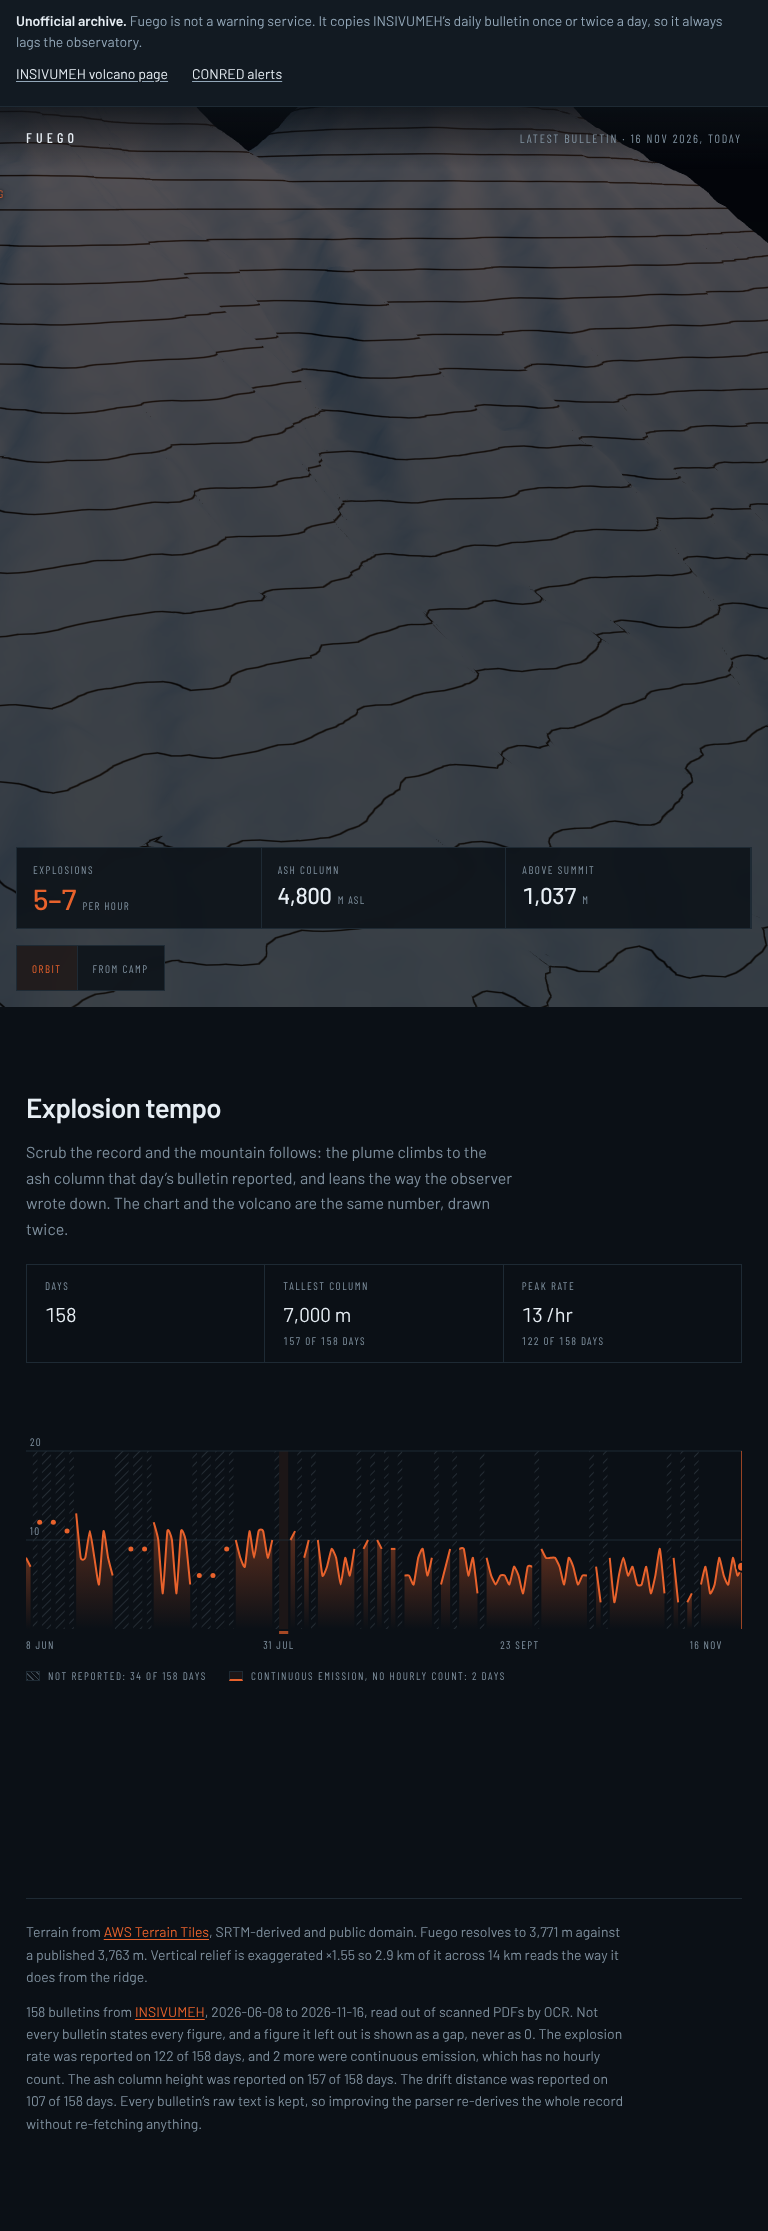 Unofficial archive. Fuego is not a warning service. It copies INSIVUMEH's daily bulletin once or twice a day, so it always
lags the observatory.
INSIVUMEH volcano page CONRED alerts
FUEGO
LATEST BULLETIN · 16 NOV 2026, TODAY
EXPLOSIONS
5–7 PER HOUR
ASH COLUMN
4,800 M ASL
ABOVE SUMMIT
1,037 M
ORBIT
FROM CAMP
Explosion tempo
Scrub the record and the mountain follows: the plume climbs to the
ash column that day's bulletin reported, and leans the way the observer
wrote down. The chart and the volcano are the same number, drawn
twice.
DAYS
158
TALLEST COLUMN
7,000 m
157 OF 158 DAYS
PEAK RATE
13 /hr
122 OF 158 DAYS
20
10
8 JUN 31 JUL 23 SEPT 16 NOV
NOT REPORTED: 34 OF 158 DAYS CONTINUOUS EMISSION, NO HOURLY COUNT: 2 DAYS
Terrain from AWS Terrain Tiles, SRTM-derived and public domain. Fuego resolves to 3,771 m against
a published 3,763 m. Vertical relief is exaggerated ×1.55 so 2.9 km of it across 14 km reads the way it
does from the ridge.
158 bulletins from INSIVUMEH, 2026-06-08 to 2026-11-16, read out of scanned PDFs by OCR. Not
every bulletin states every figure, and a figure it left out is shown as a gap, never as 0. The explosion
rate was reported on 122 of 158 days, and 2 more were continuous emission, which has no hourly
count. The ash column height was reported on 157 of 158 days. The drift distance was reported on
107 of 158 days. Every bulletin's raw text is kept, so improving the parser re-derives the whole record
without re-fetching anything.